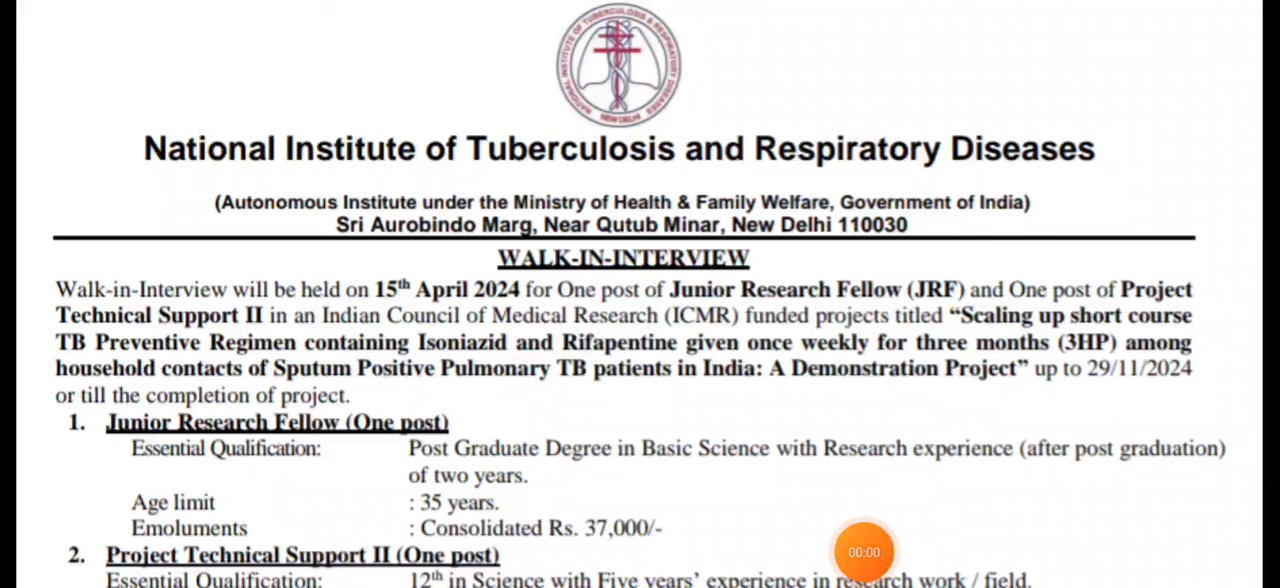 NATIONAL INSTITUTE OF TUBERCULOSIS & RESPIRATORY DISEASES
NEW DELHI
National Institute of Tuberculosis and Respiratory Diseases
(Autonomous Institute under the Ministry of Health & Family Welfare, Government of India)
Sri Aurobindo Marg, Near Qutub Minar, New Delhi 110030
WALK-IN-INTERVIEW
Walk-in-Interview will be held on 15th April 2024 for One post of Junior Research Fellow (JRF) and One post of Project
Technical Support II in an Indian Council of Medical Research (ICMR) funded projects titled “Scaling up short course
TB Preventive Regimen containing Isoniazid and Rifapentine given once weekly for three months (3HP) among
household contacts of Sputum Positive Pulmonary TB patients in India: A Demonstration Project” up to 29/11/2024
or till the completion of project.
1. Junior Research Fellow (One post)
Essential Qualification: Post Graduate Degree in Basic Science with Research experience (after post graduation)
of two years.
Age limit : 35 years.
Emoluments : Consolidated Rs. 37,000/-
00:00
2. Project Technical Support II (One post)
Essential Qualification: 12th in Science with Five years’ experience in research work / field.